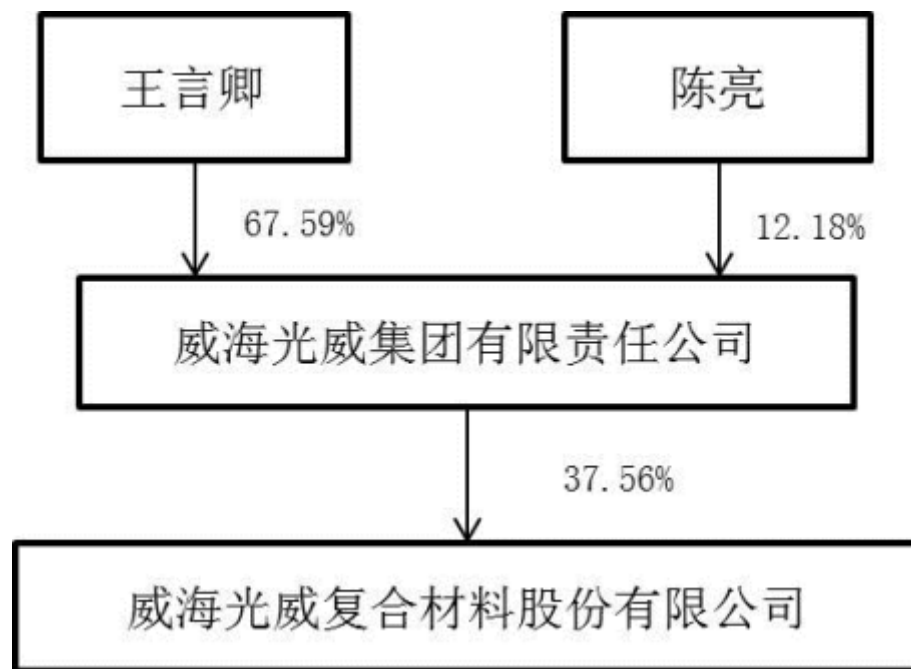 王言卿
陈亮
67.59%
12.18%
威海光威集团有限责任公司
37.56%
威海光威复合材料股份有限公司